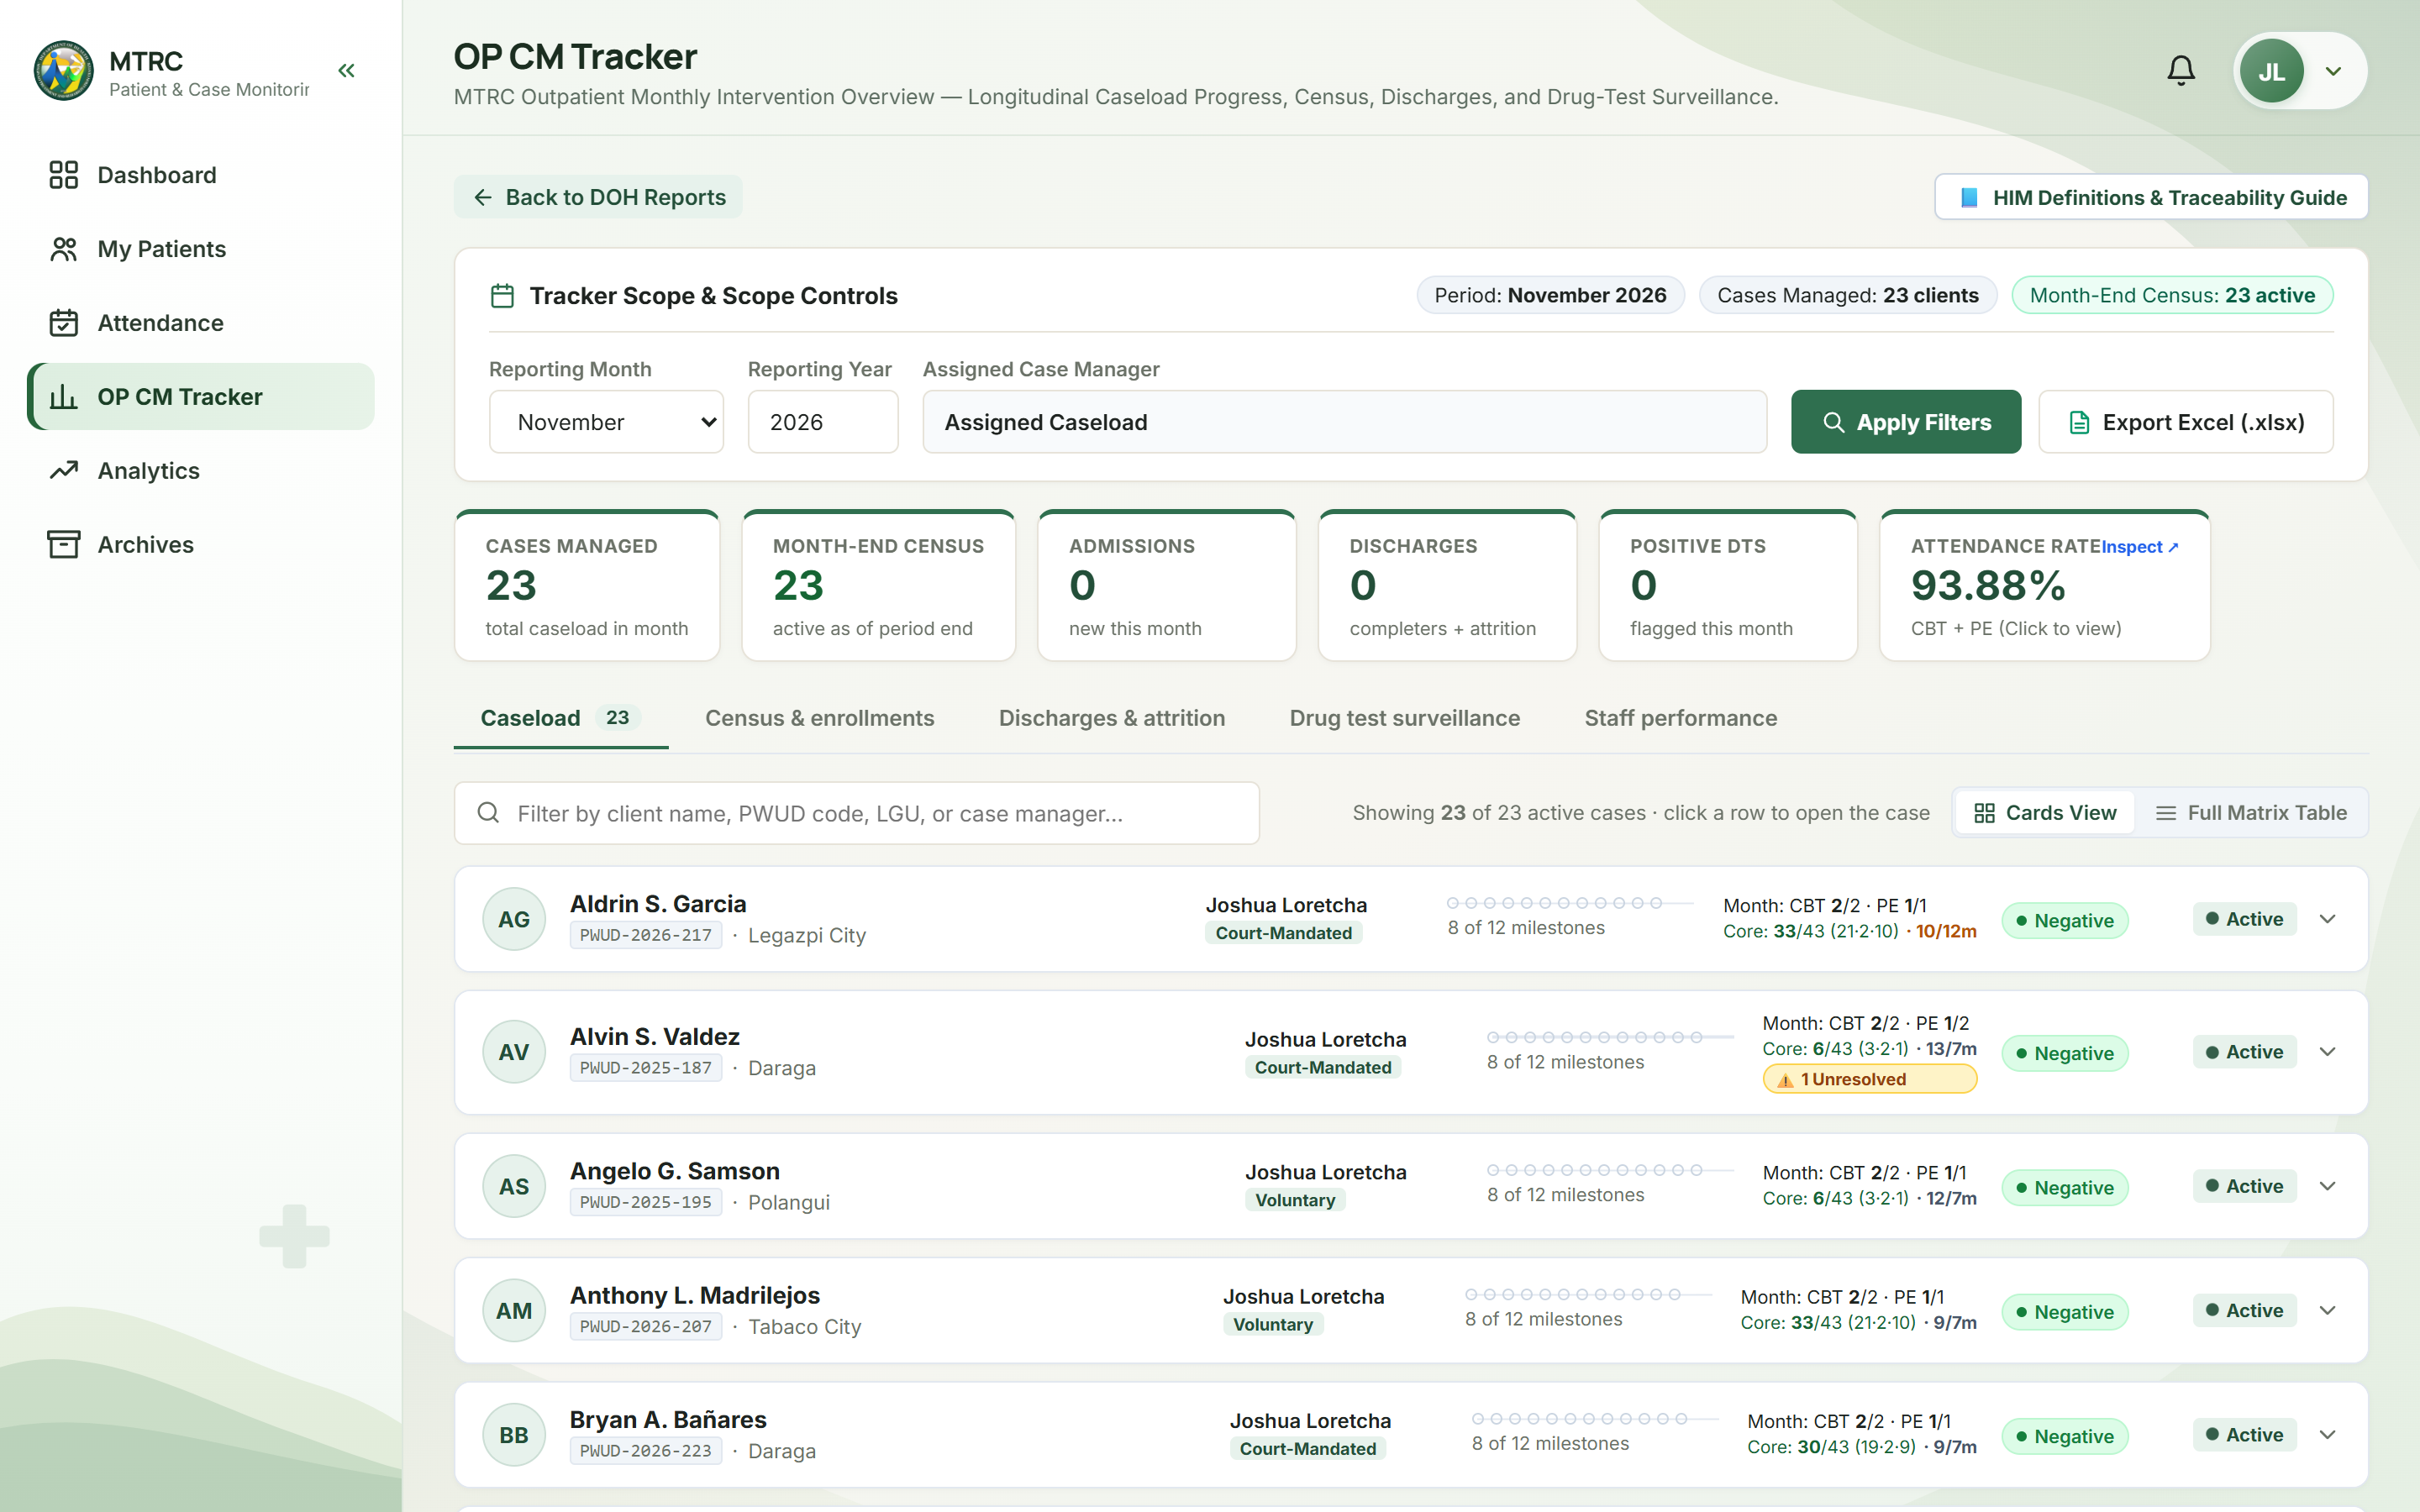 MTRC
Patient & Case Monitorin
Dashboard
My Patients
Attendance
OP CM Tracker
Analytics
Archives
OP CM Tracker
MTRC Outpatient Monthly Intervention Overview — Longitudinal Caseload Progress, Census, Discharges, and Drug-Test Surveillance.
JL
Back to DOH Reports
HIM Definitions & Traceability Guide
Tracker Scope & Scope Controls
Period: November 2026
Cases Managed: 23 clients
Month-End Census: 23 active
Reporting Month
Reporting Year
Assigned Case Manager
November
2026
Assigned Caseload
Apply Filters
Export Excel (.xlsx)
CASES MANAGED
23
total caseload in month
MONTH-END CENSUS
23
active as of period end
ADMISSIONS
0
new this month
DISCHARGES
0
completers + attrition
POSITIVE DTS
0
flagged this month
ATTENDANCE RATE Inspect ↗
93.88%
CBT + PE (Click to view)
Caseload 23
Census & enrollments
Discharges & attrition
Drug test surveillance
Staff performance
Filter by client name, PWUD code, LGU, or case manager...
Showing 23 of 23 active cases · click a row to open the case
Cards View
Full Matrix Table
AG
Aldrin S. Garcia
PWUD-2026-217 · Legazpi City
Joshua Loretcha
Court-Mandated
8 of 12 milestones
Month: CBT 2/2 · PE 1/1
Core: 33/43 (21·2·10) · 10/12m
Negative
Active
AV
Alvin S. Valdez
PWUD-2025-187 · Daraga
Joshua Loretcha
Court-Mandated
8 of 12 milestones
Month: CBT 2/2 · PE 1/2
Core: 6/43 (3·2·1) · 13/7m
1 Unresolved
Negative
Active
AS
Angelo G. Samson
PWUD-2025-195 · Polangui
Joshua Loretcha
Voluntary
8 of 12 milestones
Month: CBT 2/2 · PE 1/1
Core: 6/43 (3·2·1) · 12/7m
Negative
Active
AM
Anthony L. Madrilejos
PWUD-2026-207 · Tabaco City
Joshua Loretcha
Voluntary
8 of 12 milestones
Month: CBT 2/2 · PE 1/1
Core: 33/43 (21·2·10) · 9/7m
Negative
Active
BB
Bryan A. Bañares
PWUD-2026-223 · Daraga
Joshua Loretcha
Court-Mandated
8 of 12 milestones
Month: CBT 2/2 · PE 1/1
Core: 30/43 (19·2·9) · 9/7m
Negative
Active